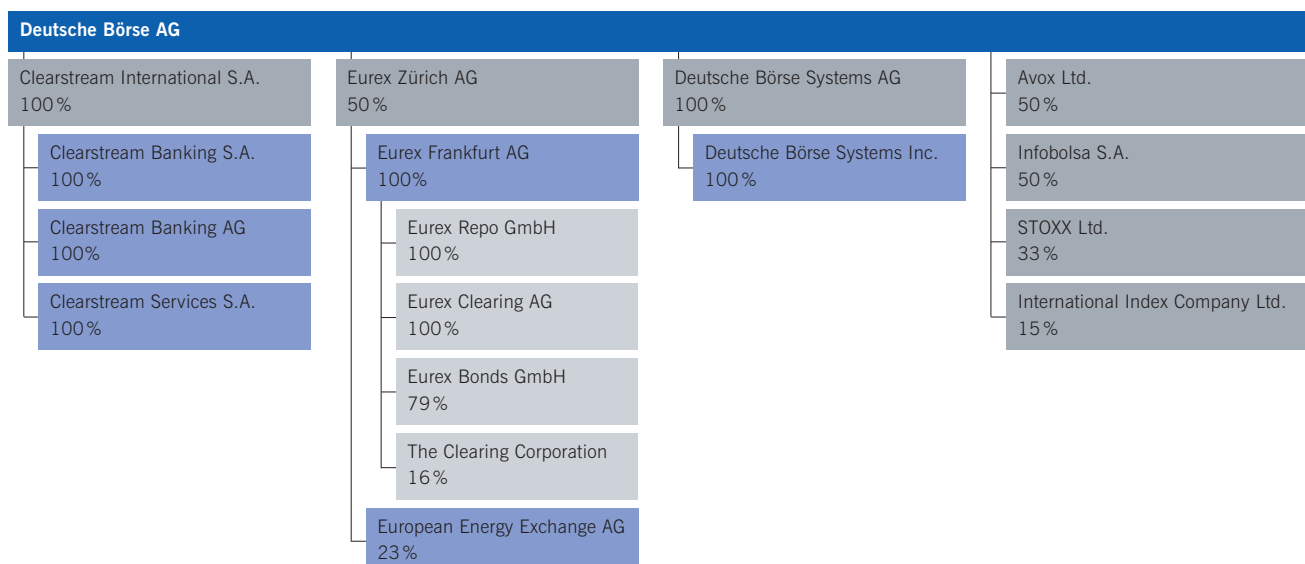 Deutsche Börse AG
Clearstream International S.A.
100%
Clearstream Banking S.A.
100%
Clearstream Banking AG
100%
Clearstream Services S.A.
100%
Eurex Zürich AG
50%
Eurex Frankfurt AG
100%
Eurex Repo GmbH
100%
Eurex Clearing AG
100%
Eurex Bonds GmbH
79%
The Clearing Corporation
16%
European Energy Exchange AG
23%
Deutsche Börse Systems AG
100%
Deutsche Börse Systems Inc.
100%
Avox Ltd.
50%
Infobolsa S.A.
50%
STOXX Ltd.
33%
International Index Company Ltd.
15%